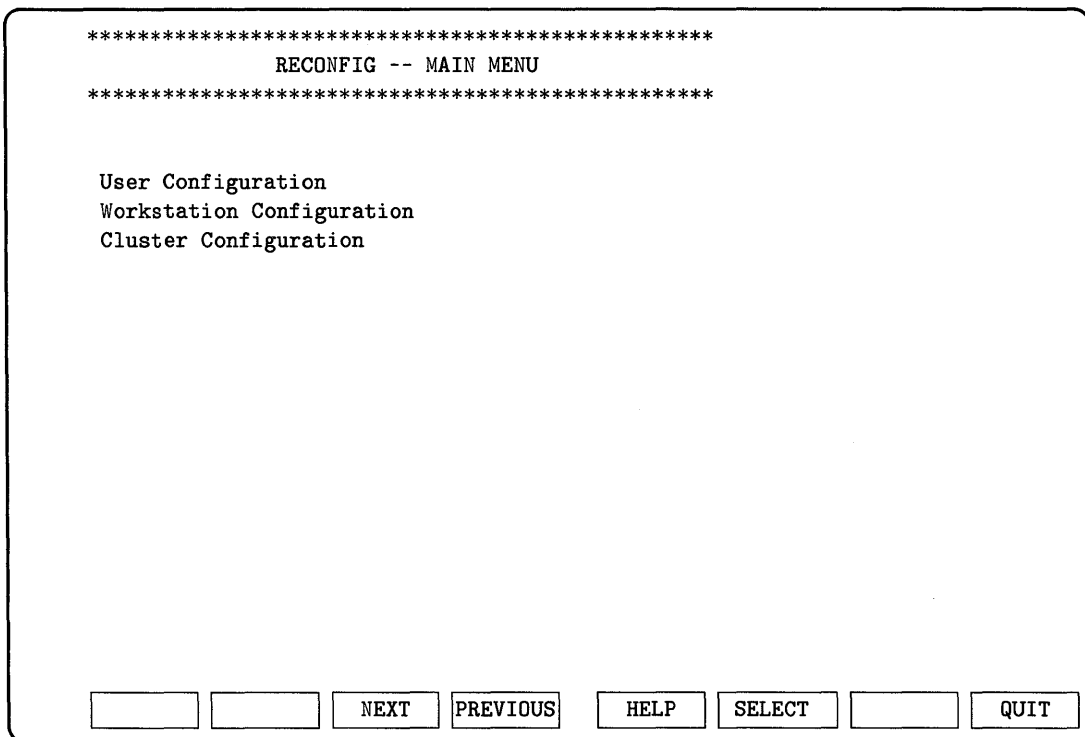 **************************************************
RECONFIG -- MAIN MENU
**************************************************
User Configuration
Workstation Configuration
Cluster Configuration
NEXT PREVIOUS HELP SELECT QUIT